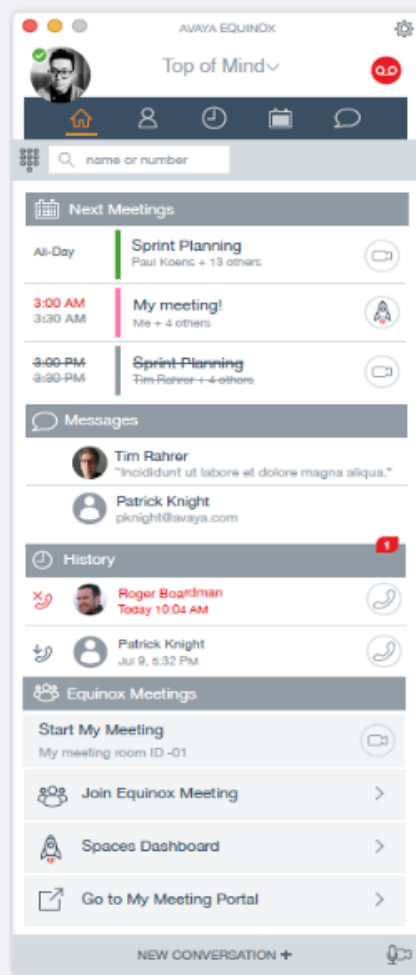 AVAYA EQUINOX
Top of Mind
name or number
Next Meetings
All-Day
Sprint Planning
Paul Koens + 13 others
3:00 AM
My meeting!
3:30 AM
Me + 4 others
3:00 PM
Sprint Planning
3:30 PM
Tim Rahrer + 4 others
Messages
Tim Rahrer
"Incididunt ut labore et dolore magna aliqua."
Patrick Knight
pknight@avaya.com
1
History
Roger Boardman
Today 10:04 AM
Patrick Knight
Jul 9, 5:32 PM
Equinox Meetings
Start My Meeting
My meeting room ID -01
Join Equinox Meeting
Spaces Dashboard
Go to My Meeting Portal
NEW CONVERSATION +